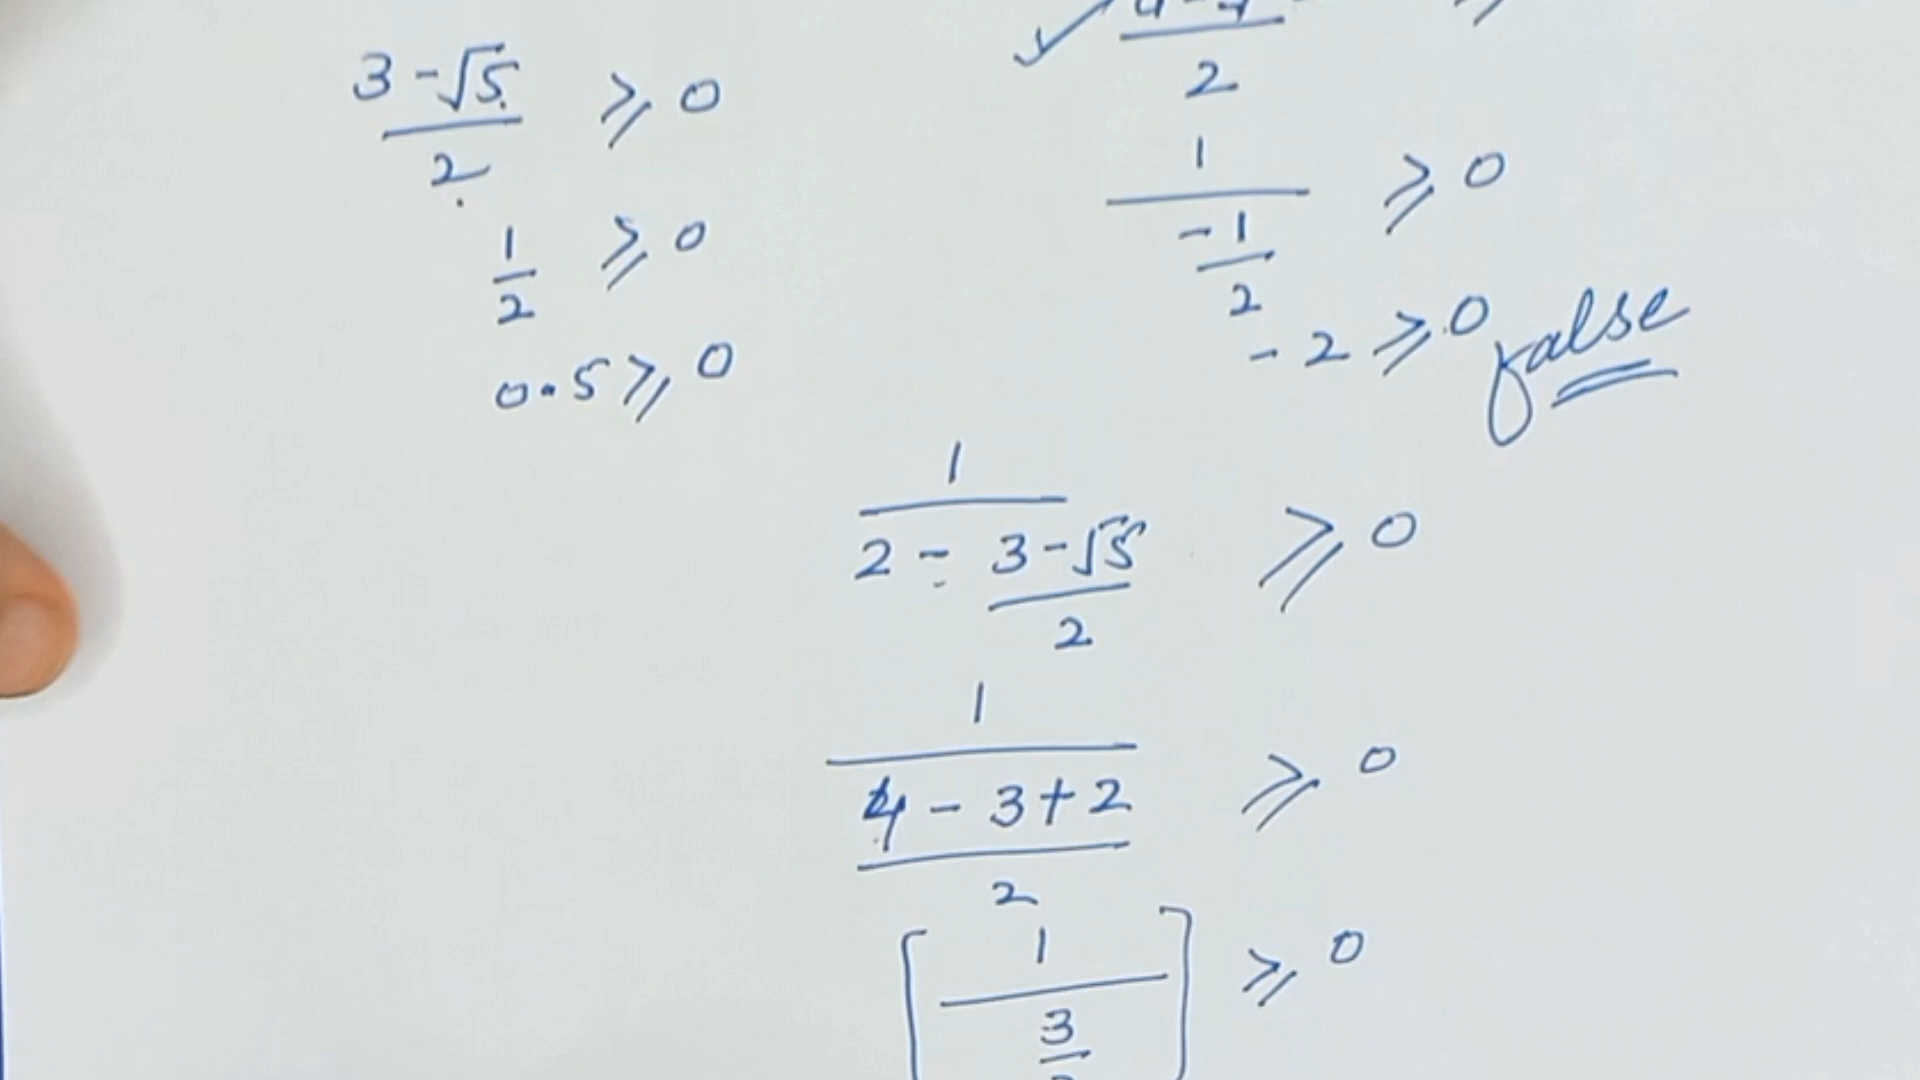 (3-√5)/2 ≥ 0
1/2 ≥ 0
0.5 ≥ 0
✓
2
1/(-1/2) ≥ 0
-2 ≥ 0 false
1/(2 - (3-√5)/2) ≥ 0
1/((4-3+2)/2) ≥ 0
[1/(3/
] ≥ 0